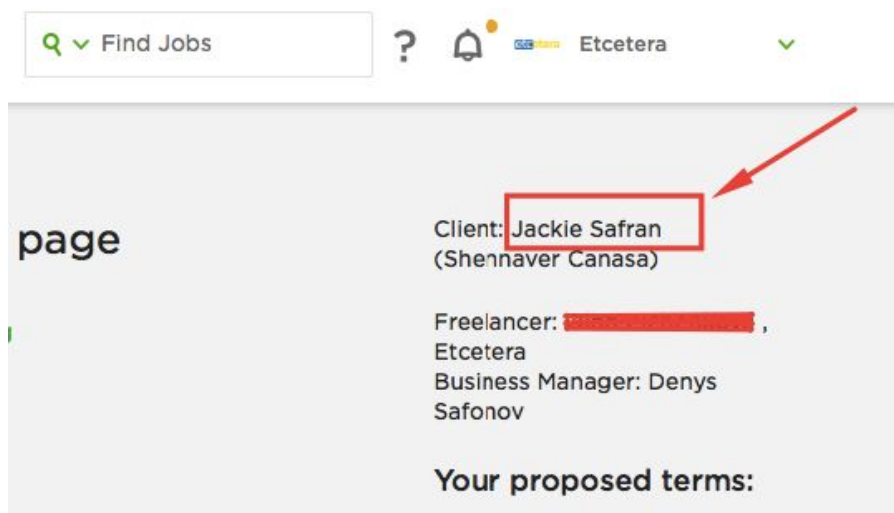 Find Jobs
?
Etcetera
page
Client: Jackie Safran
(Shennaver Canasa)
Freelancer: ,
Etcetera
Business Manager: Denys
Safonov
Your proposed terms: